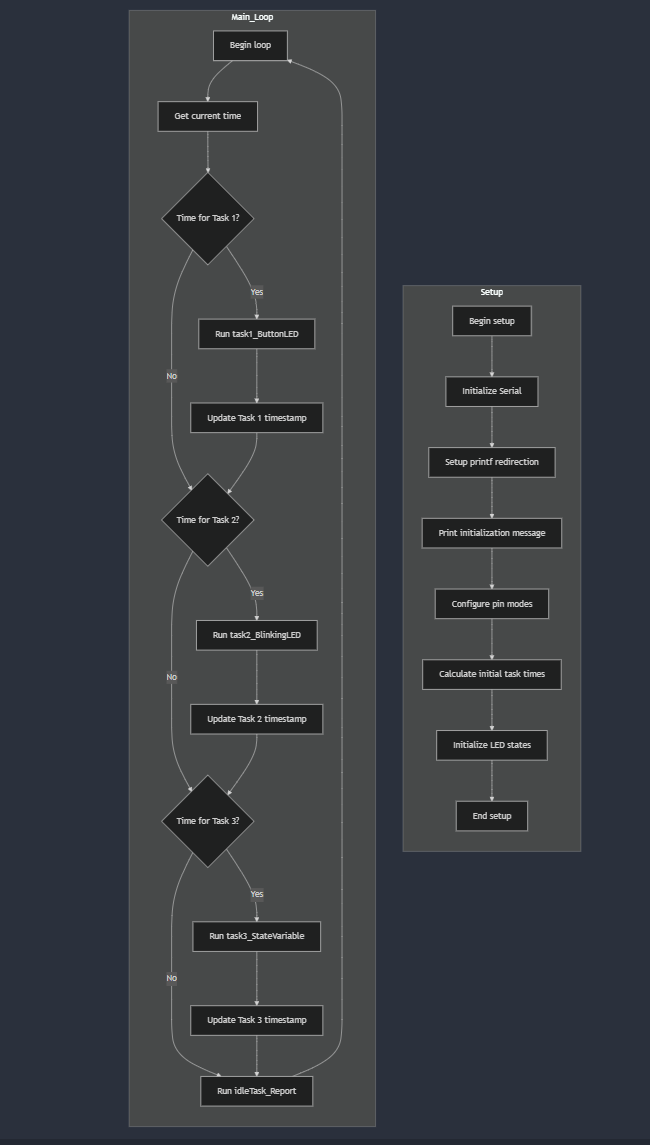 Main_Loop
Begin loop
Get current time
Time for Task 1?
Yes
Run task1_ButtonLED
No
Update Task 1 timestamp
Time for Task 2?
Yes
Run task2_BlinkingLED
No
Update Task 2 timestamp
Time for Task 3?
Yes
Run task3_StateVariable
No
Update Task 3 timestamp
Run idleTask_Report
Setup
Begin setup
Initialize Serial
Setup printf redirection
Print initialization message
Configure pin modes
Calculate initial task times
Initialize LED states
End setup